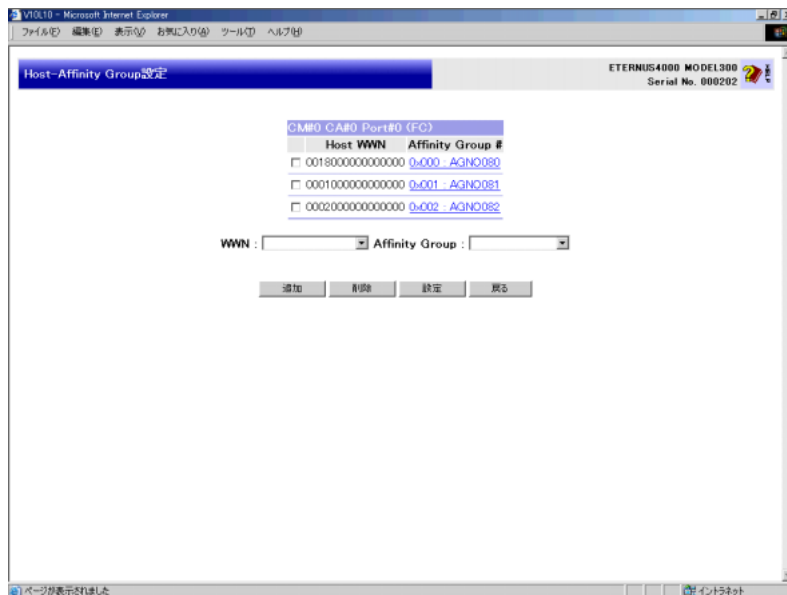 V10L10 - Microsoft Internet Explorer
ファイル(F) 編集(E) 表示(V) お気に入り(A) ツール(T) ヘルプ(H)
Host-Affinity Group設定
ETERNUS4000 MODEL300
Serial No. 000202
CM#0 CA#0 Port#0 (FC)
Host WWN Affinity Group #
0018000000000000 0x000 : AGNO080
0001000000000000 0x001 : AGNO081
0002000000000000 0x002 : AGNO082
WWN : Affinity Group :
追加 削除 設定 戻る
ページが表示されました イントラネット